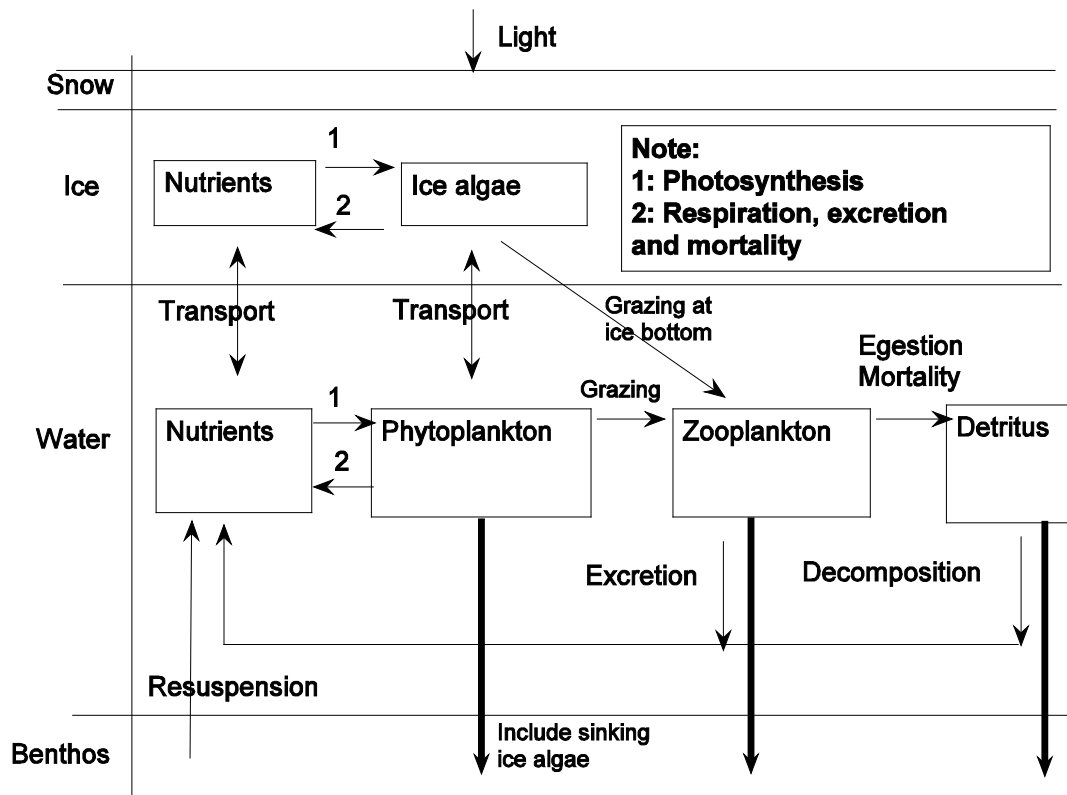 Light
Snow
Ice
1
Nutrients
2
Ice algae
Note:
1: Photosynthesis
2: Respiration, excretion
and mortality
Transport
Transport
Grazing at
ice bottom
Egestion
Mortality
Grazing
Water
1
Nutrients
2
Phytoplankton
Zooplankton
Detritus
Excretion
Decomposition
Resuspension
Benthos
Include sinking
ice algae